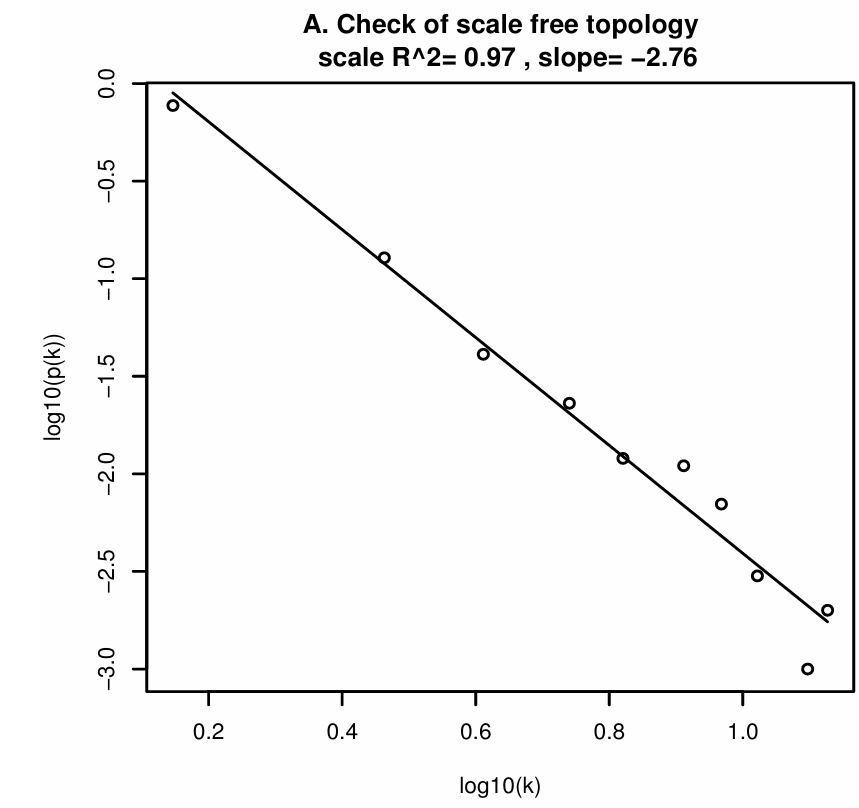 A. Check of scale free topology
scale R^2= 0.97 , slope= −2.76
0.0
−0.5
−1.0
−1.5
−2.0
−2.5
−3.0
log10(p(k))
0.2 0.4 0.6 0.8 1.0
log10(k)